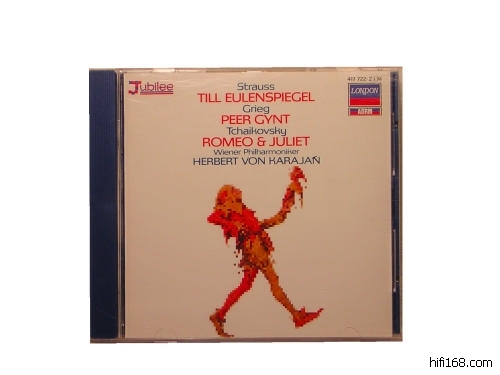 Jubilee
Strauss
TILL EULENSPIEGEL
Grieg
PEER GYNT
Tchaikovsky
ROMEO & JULIET
Wiener Philharmoniker
HERBERT VON KARAJAN
LONDON
hifi168.com